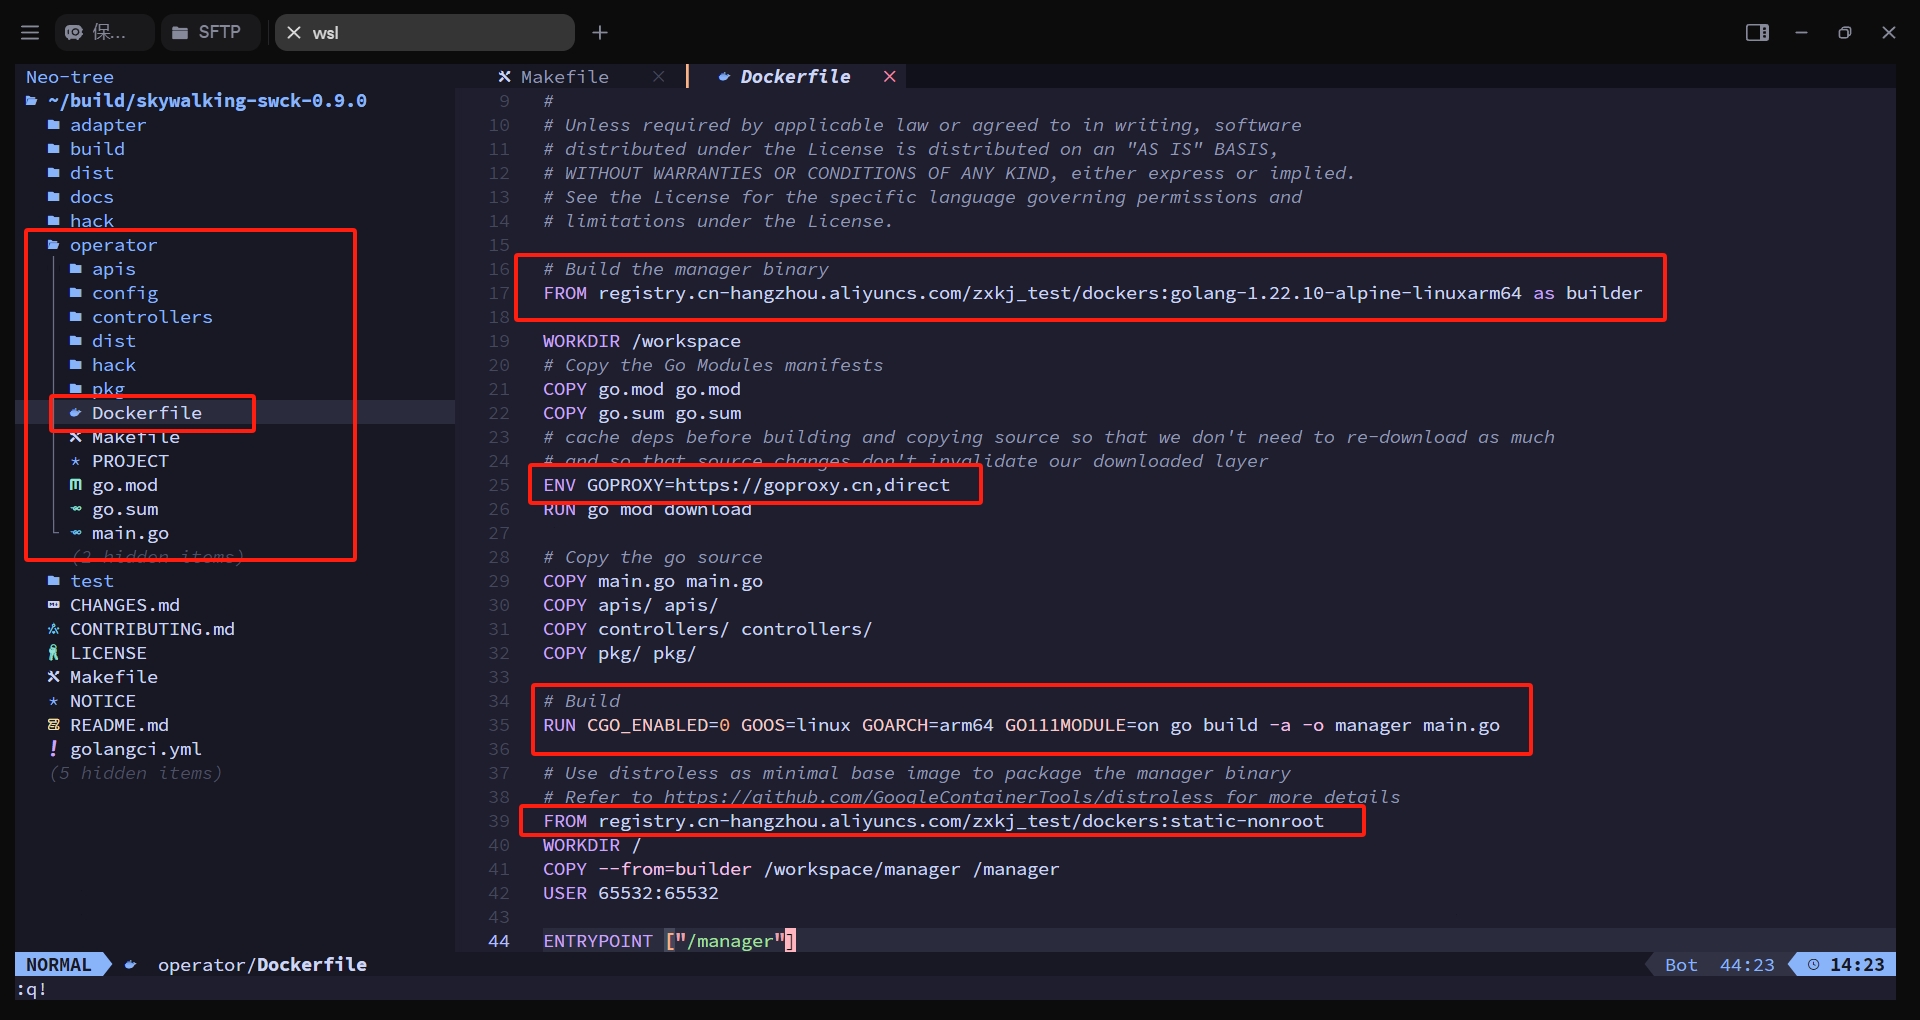 保...
SFTP
wsl
Neo-tree
~/build/skywalking-swck-0.9.0
adapter
build
dist
docs
hack
operator
apis
config
controllers
dist
hack
pkg
Dockerfile
Makefile
PROJECT
go.mod
go.sum
main.go
(2 hidden items)
test
CHANGES.md
CONTRIBUTING.md
LICENSE
Makefile
NOTICE
README.md
golangci.yml
(5 hidden items)
Makefile
Dockerfile
9 #
10 # Unless required by applicable law or agreed to in writing, software
11 # distributed under the License is distributed on an "AS IS" BASIS,
12 # WITHOUT WARRANTIES OR CONDITIONS OF ANY KIND, either express or implied.
13 # See the License for the specific language governing permissions and
14 # limitations under the License.
15
16 # Build the manager binary
17 FROM registry.cn-hangzhou.aliyuncs.com/zxkj_test/dockers:golang-1.22.10-alpine-linuxarm64 as builder
18
19 WORKDIR /workspace
20 # Copy the Go Modules manifests
21 COPY go.mod go.mod
22 COPY go.sum go.sum
23 # cache deps before building and copying source so that we don't need to re-download as much
24 # and so that source changes don't invalidate our downloaded layer
25 ENV GOPROXY=https://goproxy.cn,direct
26 RUN go mod download
27
28 # Copy the go source
29 COPY main.go main.go
30 COPY apis/ apis/
31 COPY controllers/ controllers/
32 COPY pkg/ pkg/
33
34 # Build
35 RUN CGO_ENABLED=0 GOOS=linux GOARCH=arm64 GO111MODULE=on go build -a -o manager main.go
36
37 # Use distroless as minimal base image to package the manager binary
38 # Refer to https://github.com/GoogleContainerTools/distroless for more details
39 FROM registry.cn-hangzhou.aliyuncs.com/zxkj_test/dockers:static-nonroot
40 WORKDIR /
41 COPY --from=builder /workspace/manager /manager
42 USER 65532:65532
43
44 ENTRYPOINT ["/manager"]
NORMAL operator/Dockerfile Bot 44:23 14:23
:q!